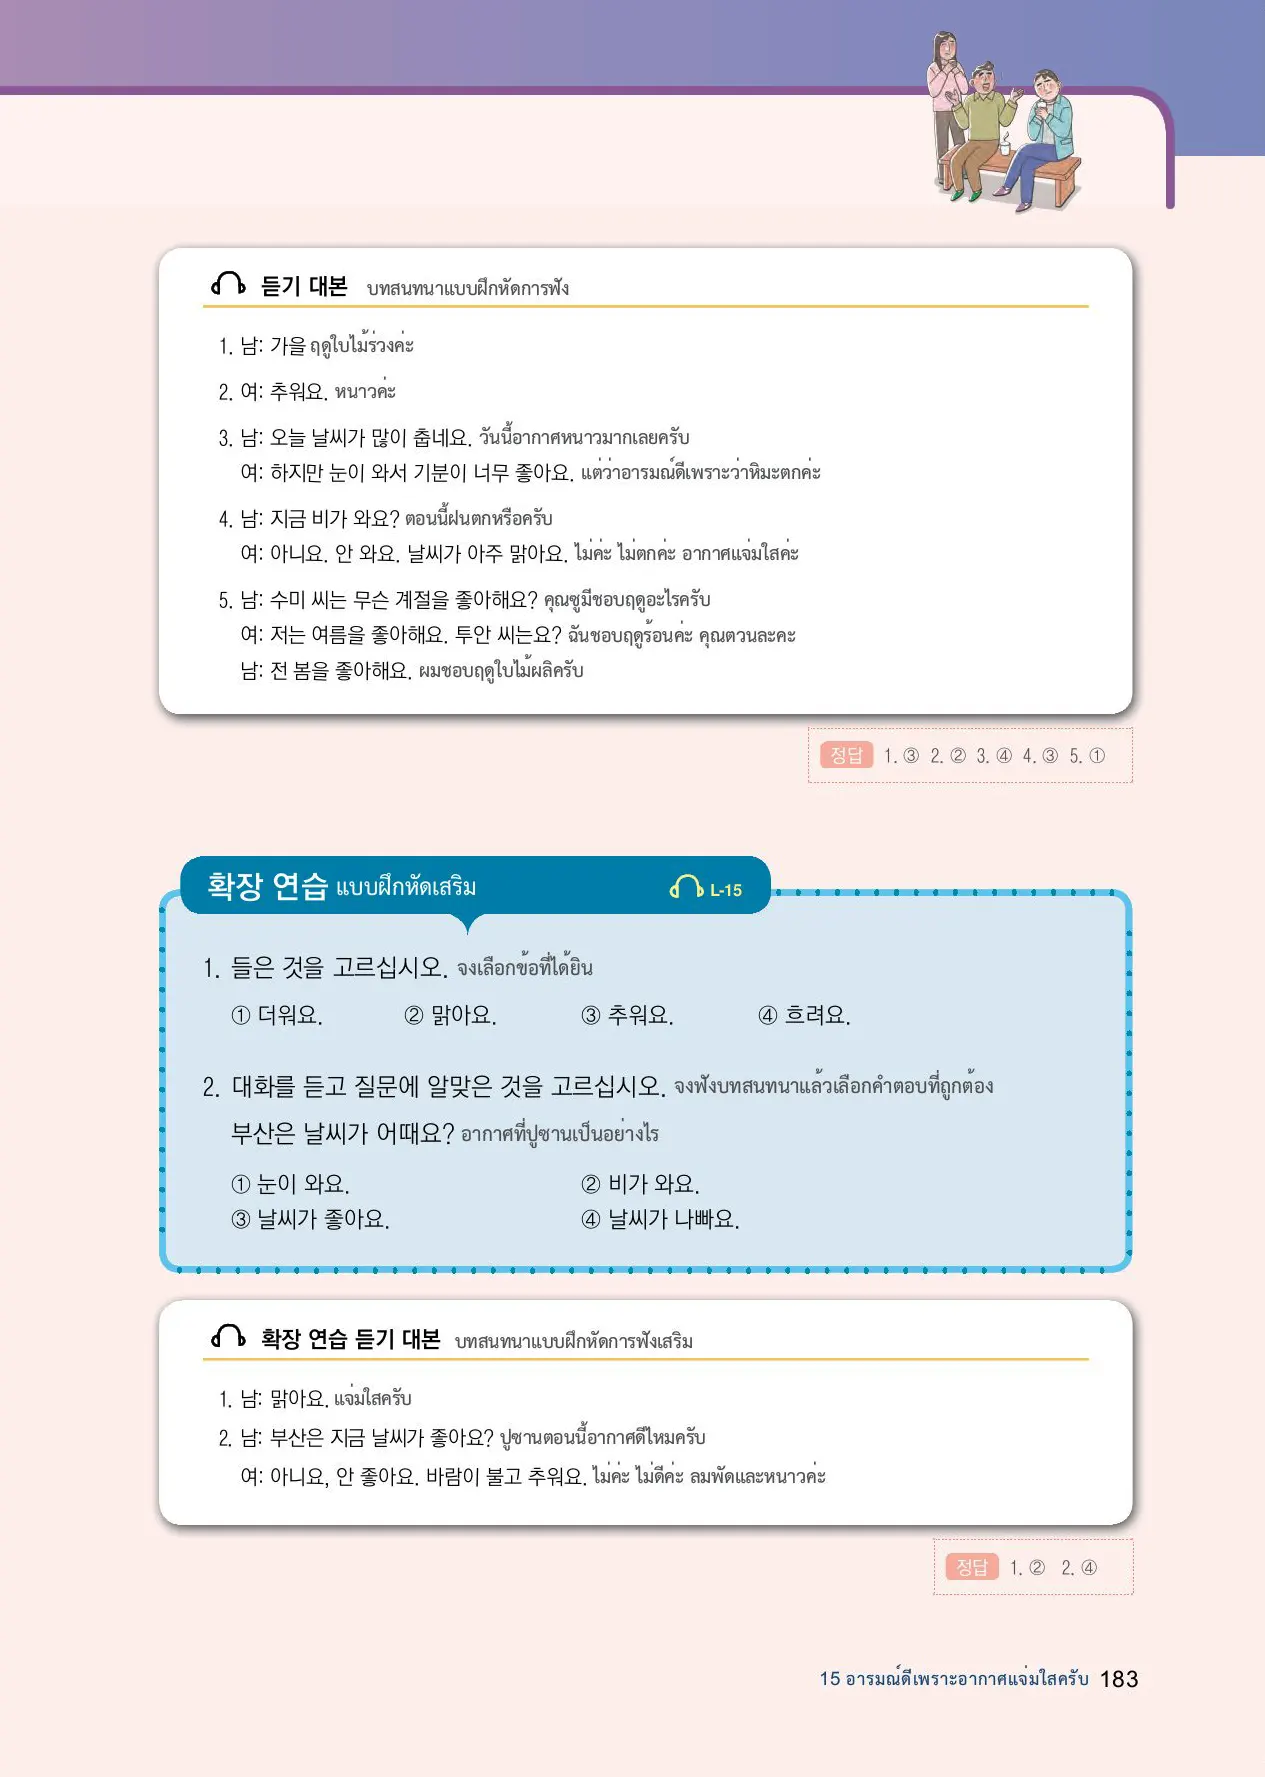 듣기 대본 บทสนทนาแบบฝึกหัดการฟัง
1. 남: 가을 ฤดูใบไม้ร่วงค่ะ
2. 여: 추워요. หนาวค่ะ
3. 남: 오늘 날씨가 많이 춥네요. วันนี้อากาศหนาวมากเลยครับ
여: 하지만 눈이 와서 기분이 너무 좋아요. แต่ว่าอารมณ์ดีเพราะว่าหิมะตกค่ะ
4. 남: 지금 비가 와요? ตอนนี้ฝนตกหรือครับ
여: 아니요. 안 와요. 날씨가 아주 맑아요. ไม่ค่ะ ไม่ตกค่ะ อากาศแจ่มใสค่ะ
5. 남: 수미 씨는 무슨 계절을 좋아해요? คุณซูมีชอบฤดูอะไรครับ
여: 저는 여름을 좋아해요. 투안 씨는요? ฉันชอบฤดูร้อนค่ะ คุณตวนละคะ
남: 전 봄을 좋아해요. ผมชอบฤดูใบไม้ผลิครับ
정답 1. ③ 2. ② 3. ④ 4. ③ 5. ①
확장 연습 แบบฝึกหัดเสริม L-15
1. 들은 것을 고르십시오. จงเลือกข้อที่ได้ยิน
① 더워요. ② 맑아요. ③ 추워요. ④ 흐려요.
2. 대화를 듣고 질문에 알맞은 것을 고르십시오. จงฟังบทสนทนาแล้วเลือกคำตอบที่ถูกต้อง
부산은 날씨가 어때요? อากาศที่ปูซานเป็นอย่างไร
① 눈이 와요. ② 비가 와요.
③ 날씨가 좋아요. ④ 날씨가 나빠요.
확장 연습 듣기 대본 บทสนทนาแบบฝึกหัดการฟังเสริม
1. 남: 맑아요. แจ่มใสครับ
2. 남: 부산은 지금 날씨가 좋아요? ปูซานตอนนี้อากาศดีไหมครับ
여: 아니요, 안 좋아요. 바람이 불고 추워요. ไม่ค่ะ ไม่ดีค่ะ ลมพัดและหนาวค่ะ
정답 1. ② 2. ④
15 อารมณ์ดีเพราะอากาศแจ่มใสครับ 183